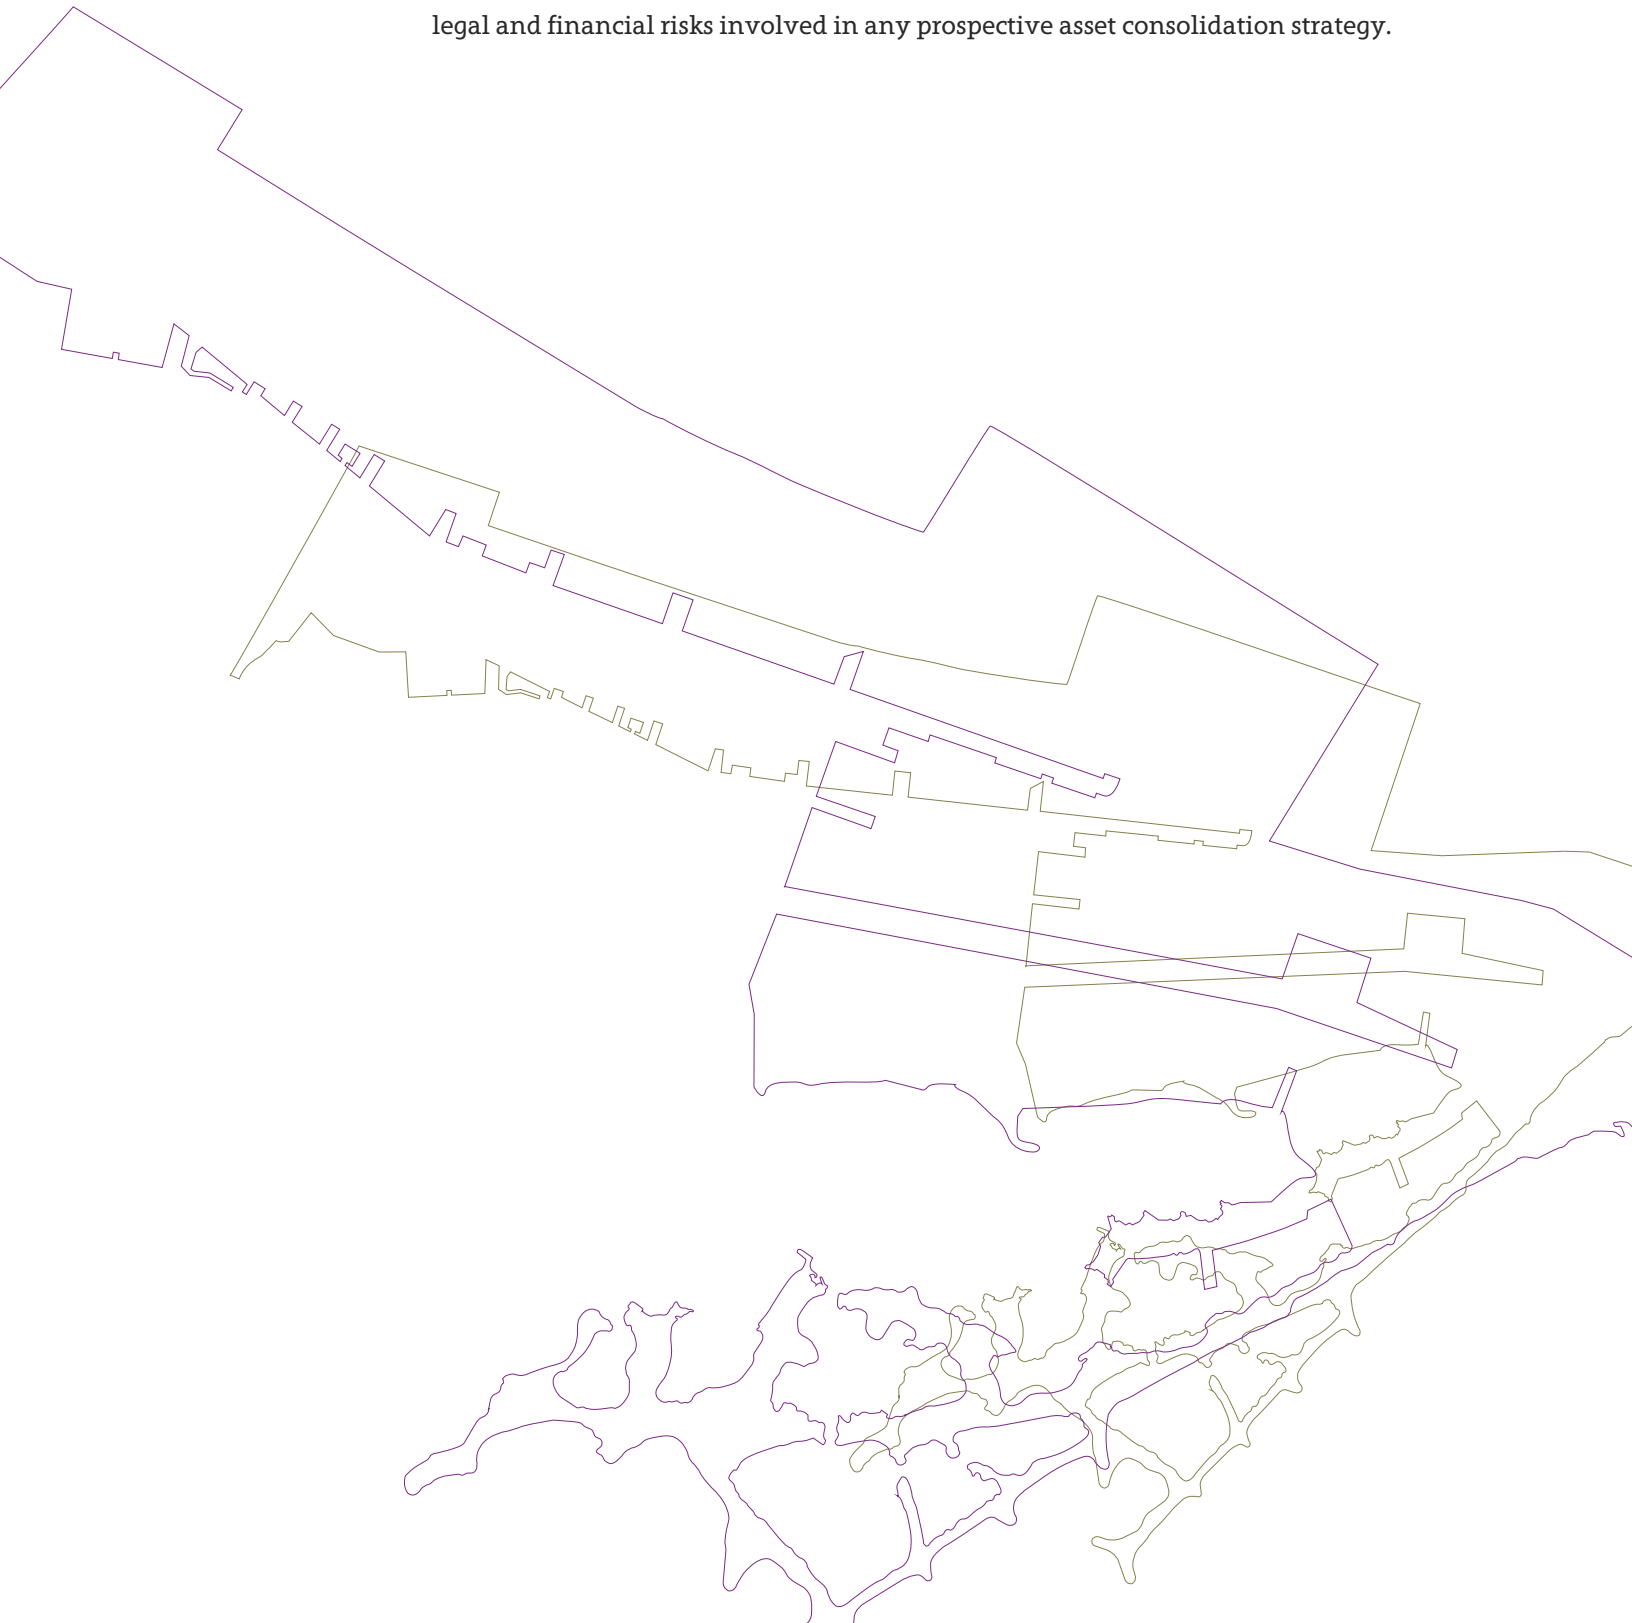 legal and financial risks involved in any prospective asset consolidation strategy.